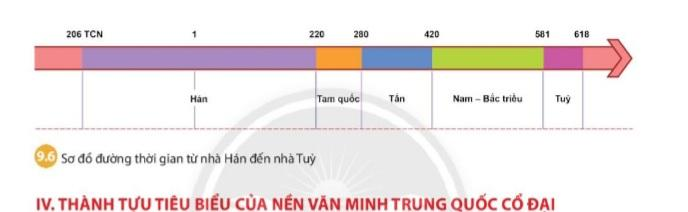 206 TCN 1 220 280 420 581 618
Hán Tam quốc Tấn Nam – Bắc triều Tuỳ
9.6 Sơ đồ đường thời gian từ nhà Hán đến nhà Tuỳ
IV. THÀNH TỰU TIÊU BIỂU CỦA NỀN VĂN MINH TRUNG QUỐC CỔ ĐẠI